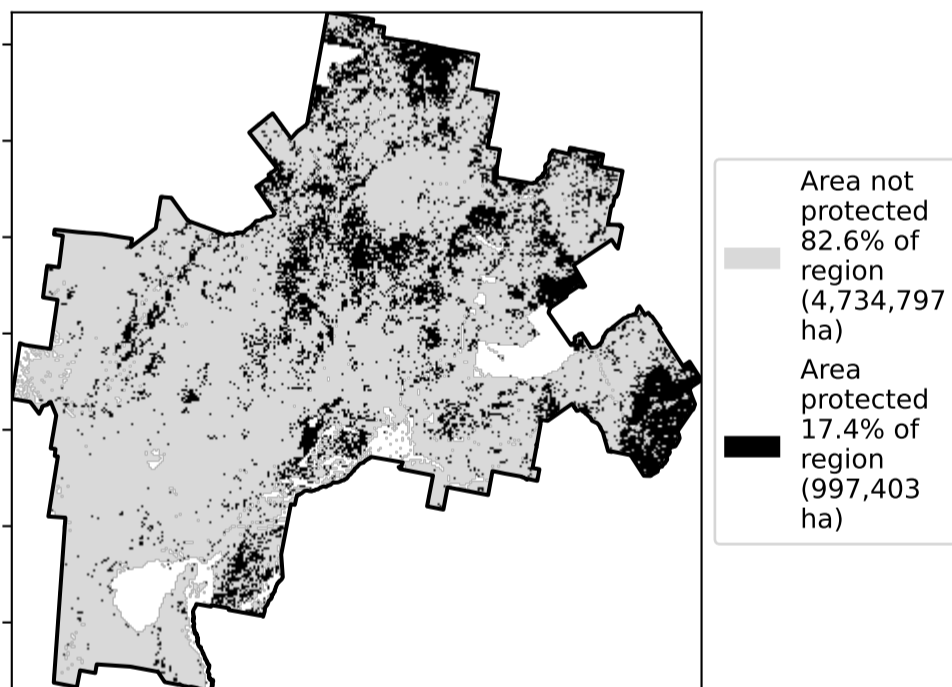 Area not
protected
82.6% of
region
(4,734,797
ha)
Area
protected
17.4% of
region
(997,403
ha)